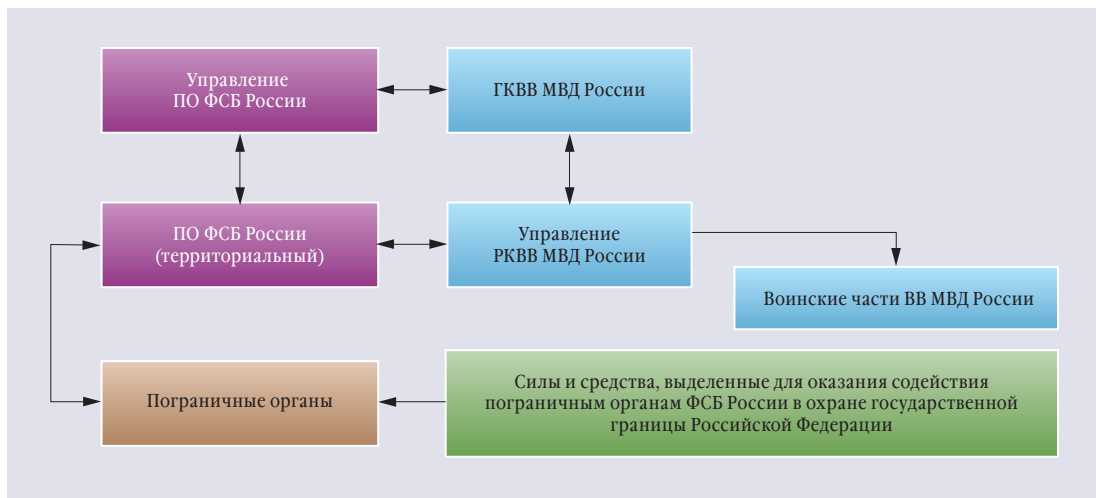 Управление
ПО ФСБ России
ГКВВ МВД России
ПО ФСБ России
(территориальный)
Управление
РКВВ МВД России
Воинские части ВВ МВД России
Пограничные органы
Силы и средства, выделенные для оказания содействия
пограничным органам ФСБ России в охране государственной
границы Российской Федерации